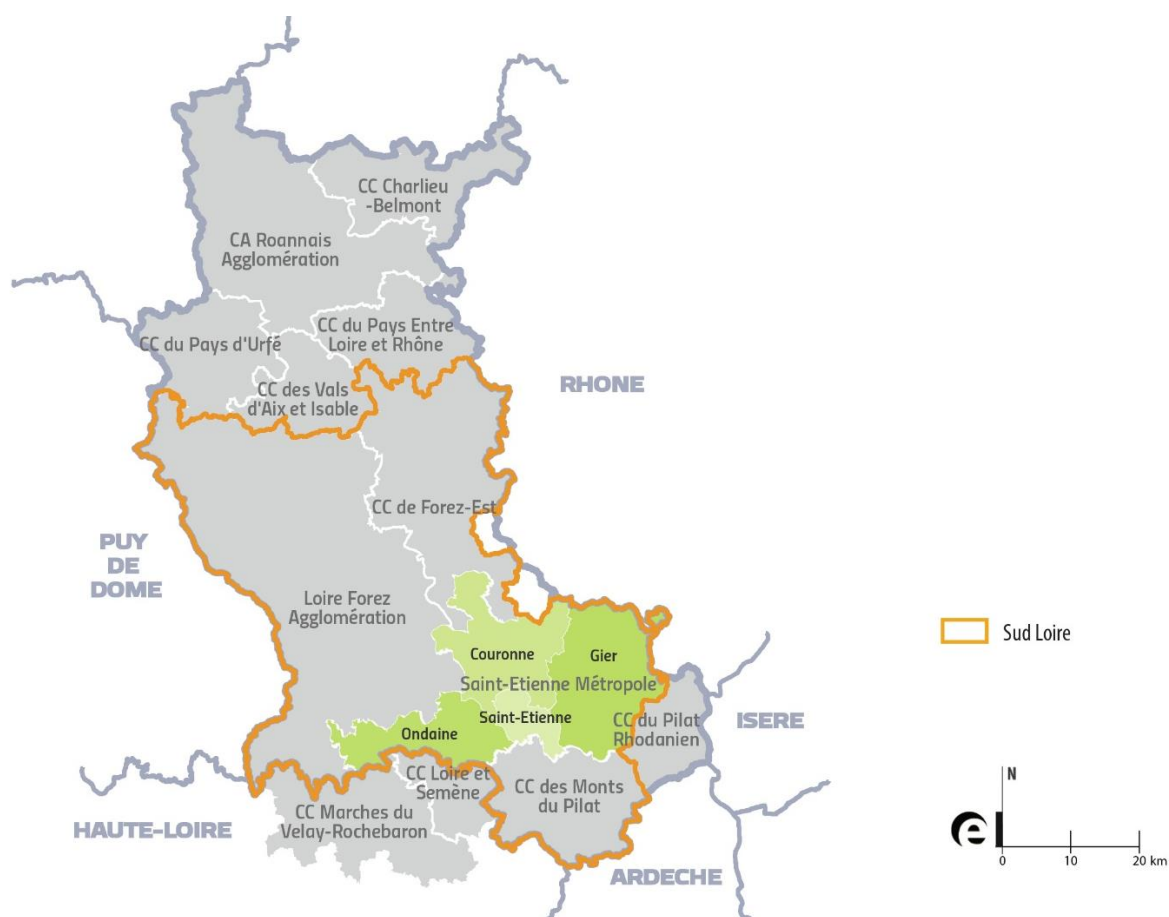 CC Charlieu
-Belmont
CA Roannais
Agglomération
CC du Pays Entre
Loire et Rhône
CC du Pays d'Urfé
CC des Vals
d'Aix et Isable
RHONE
CC de Forez-Est
PUY
DE
DOME
Loire Forez
Agglomération
Couronne
Gier
Saint-Etienne Métropole
Saint-Etienne
Ondaine
CC du Pilat
Rhodanien
ISERE
Sud Loire
CC Loire et
Semène
CC des Monts
du Pilat
CC Marches du
Velay-Rochebaron
HAUTE-LOIRE
ARDECHE
N
e
0 10 20 km